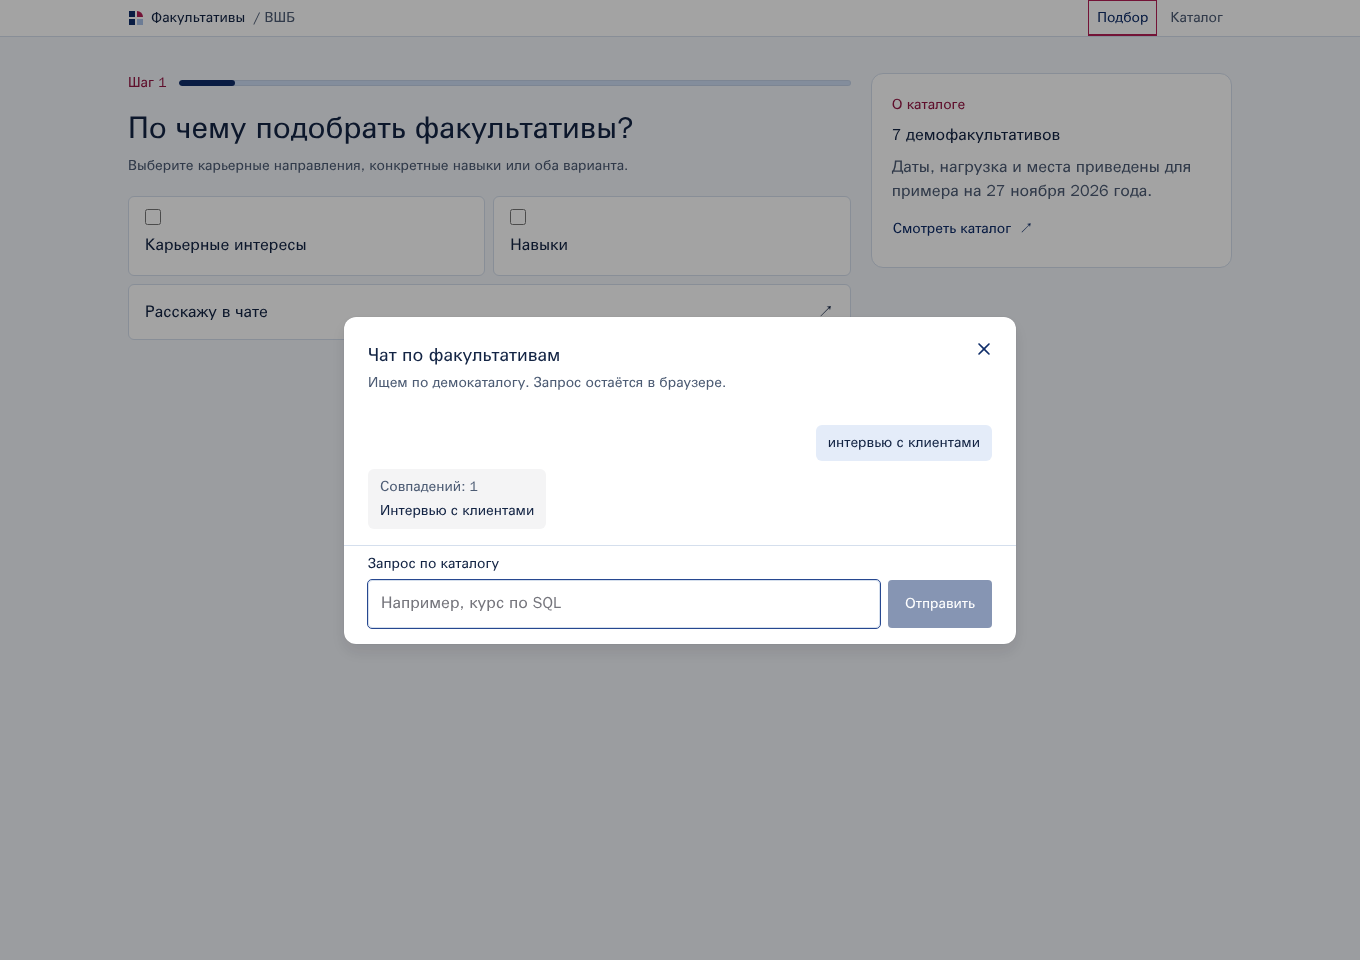 Факультативы / ВШБ
Подбор
Каталог
Шаг 1
По чему подобрать факультативы?
Выберите карьерные направления, конкретные навыки или оба варианта.
Карьерные интересы
Навыки
Расскажу в чате
О каталоге
7 демофакультативов
Даты, нагрузка и места приведены для
примера на 27 ноября 2026 года.
Смотреть каталог
Чат по факультативам
Ищем по демокаталогу. Запрос остаётся в браузере.
интервью с клиентами
Совпадений: 1
Интервью с клиентами
Запрос по каталогу
Например, курс по SQL
Отправить